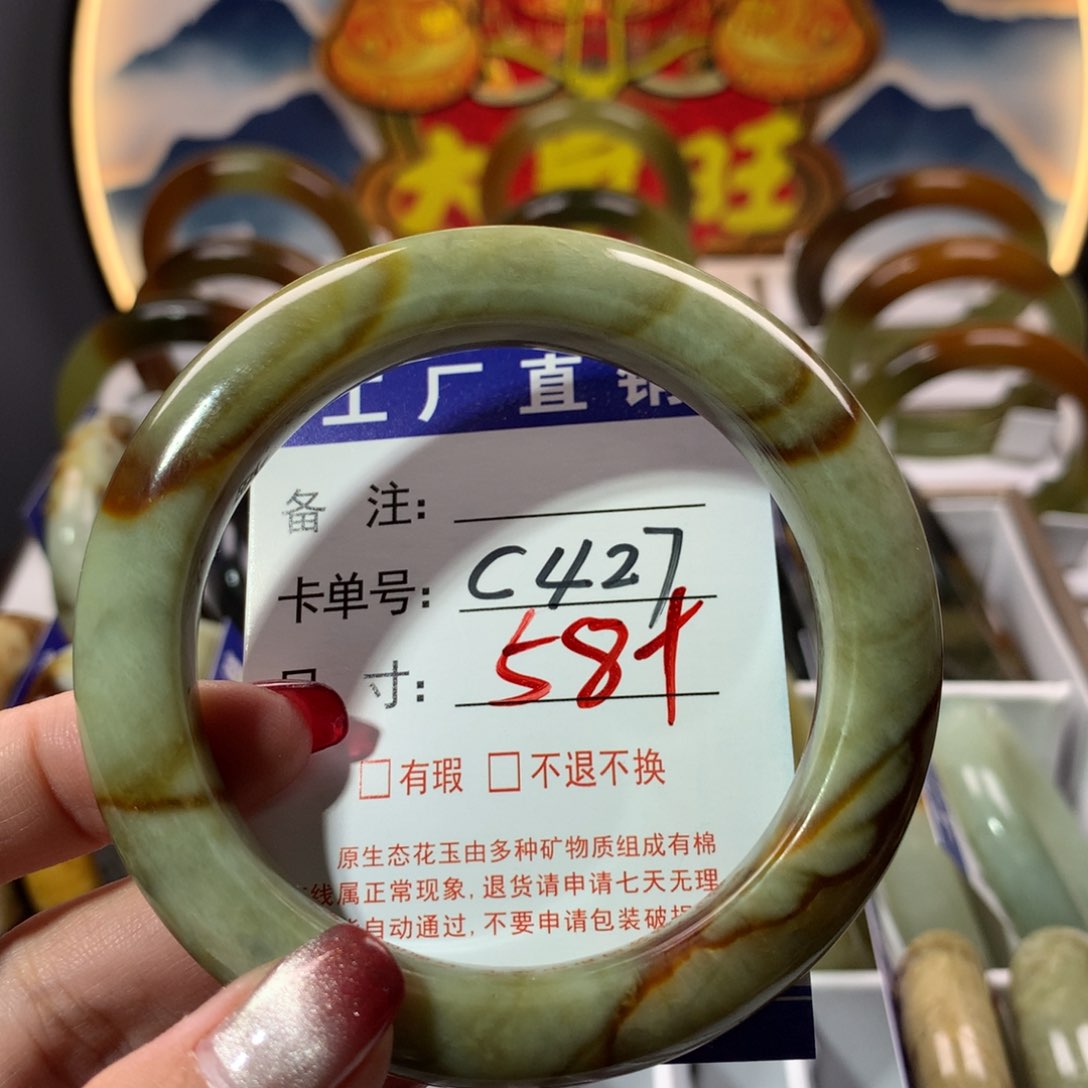 旺
工厂直销
备 注:
卡单号: C427
寸: 58+
□有瑕 □不退不换
原生态花玉由多种矿物质组成有棉
线属正常现象,退货请申请七天无理
自动通过,不要申请包装破损